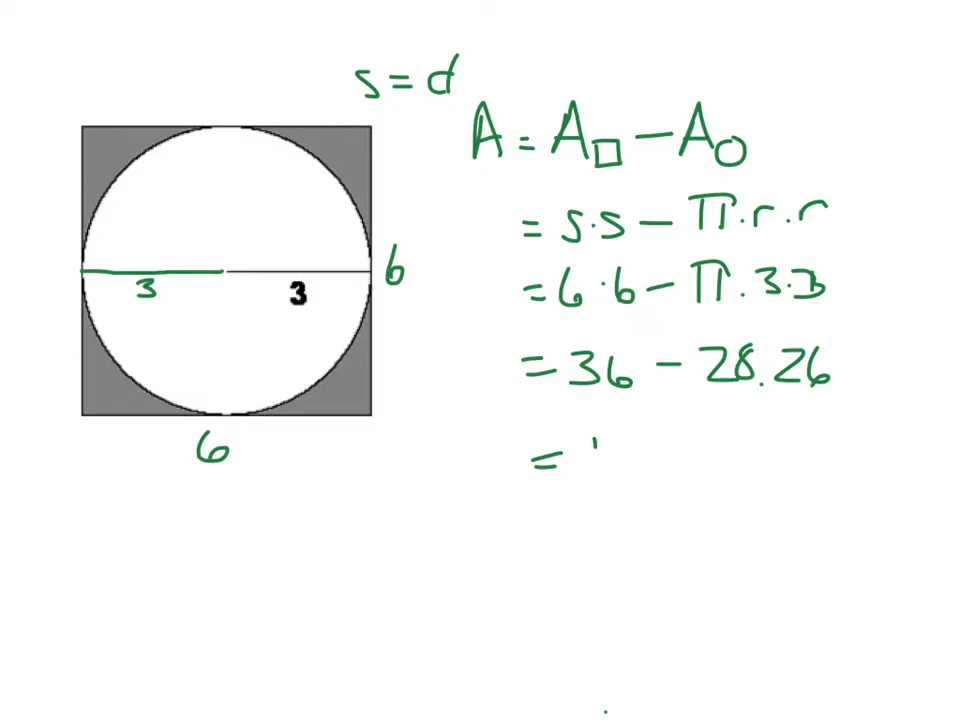 s = d
A = A□ − A○
= s·s − π·r·r
= 6·6 − π·3·3
= 36 − 28.26
=
6
3
3
6